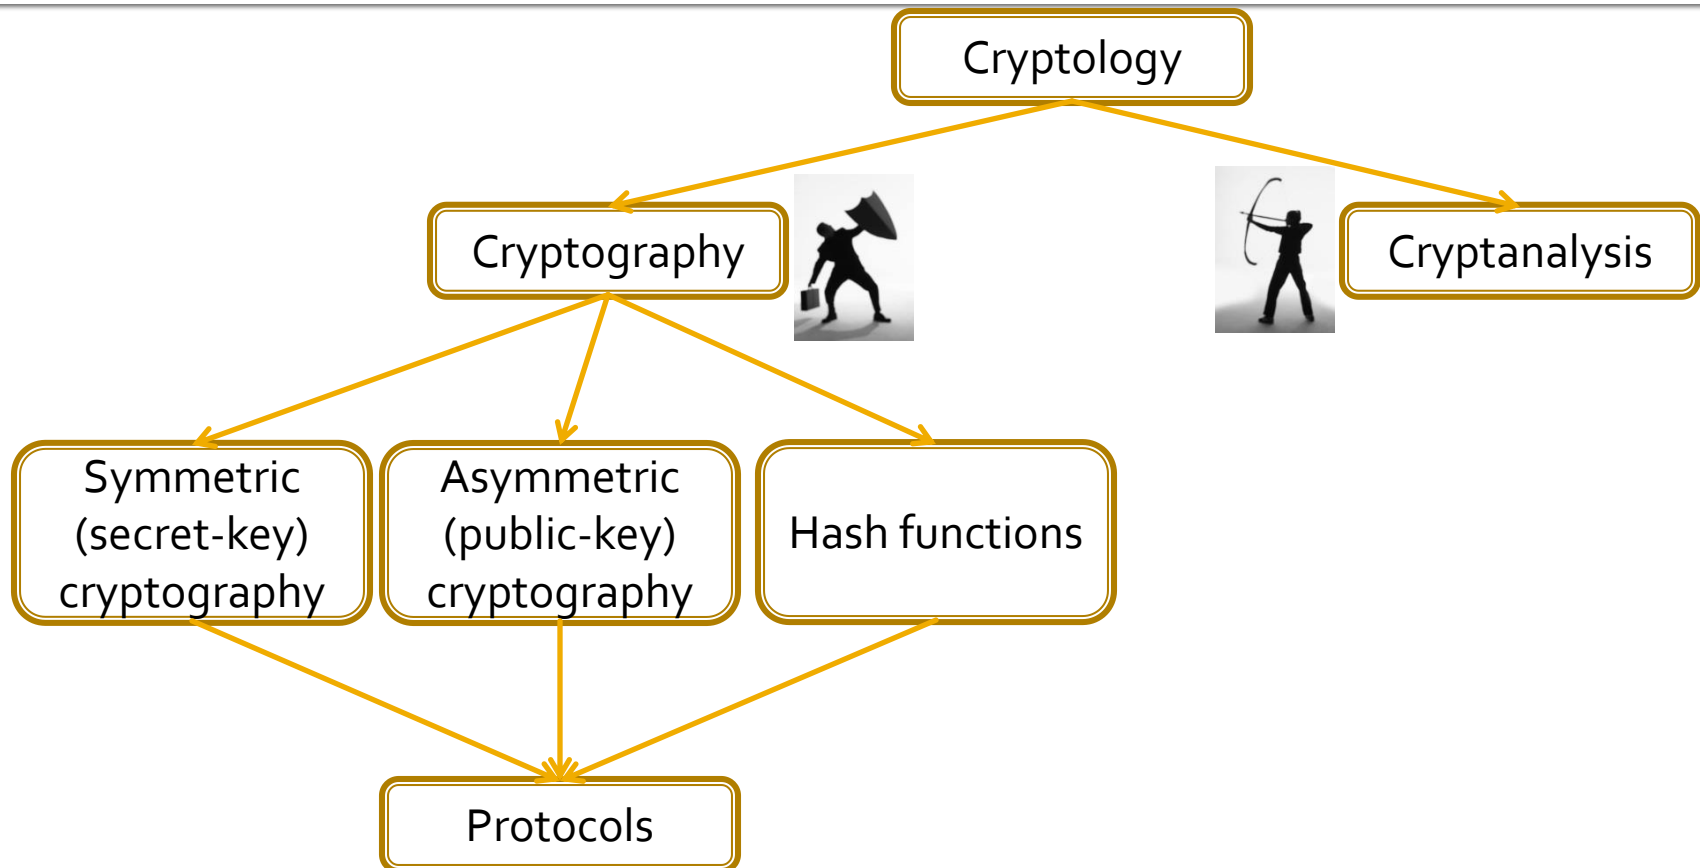 Cryptology
Cryptography
Cryptanalysis
Symmetric
(secret-key)
cryptography
Asymmetric
(public-key)
cryptography
Hash functions
Protocols